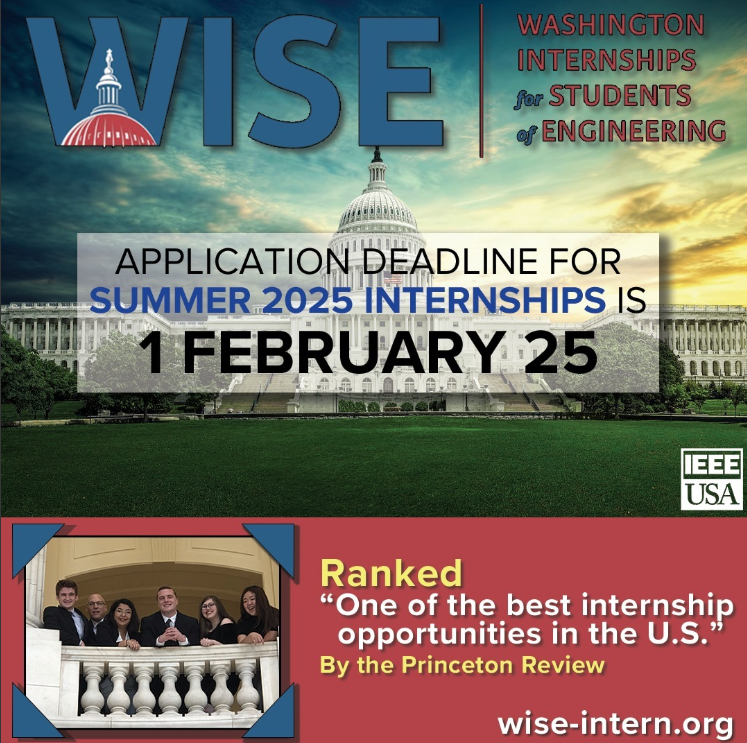 WISE
WASHINGTON
INTERNSHIPS
for STUDENTS
of ENGINEERING
APPLICATION DEADLINE FOR
SUMMER 2025 INTERNSHIPS IS
1 FEBRUARY 25
IEEE
USA
Ranked
“One of the best internship
opportunities in the U.S.”
By the Princeton Review
wise-intern.org